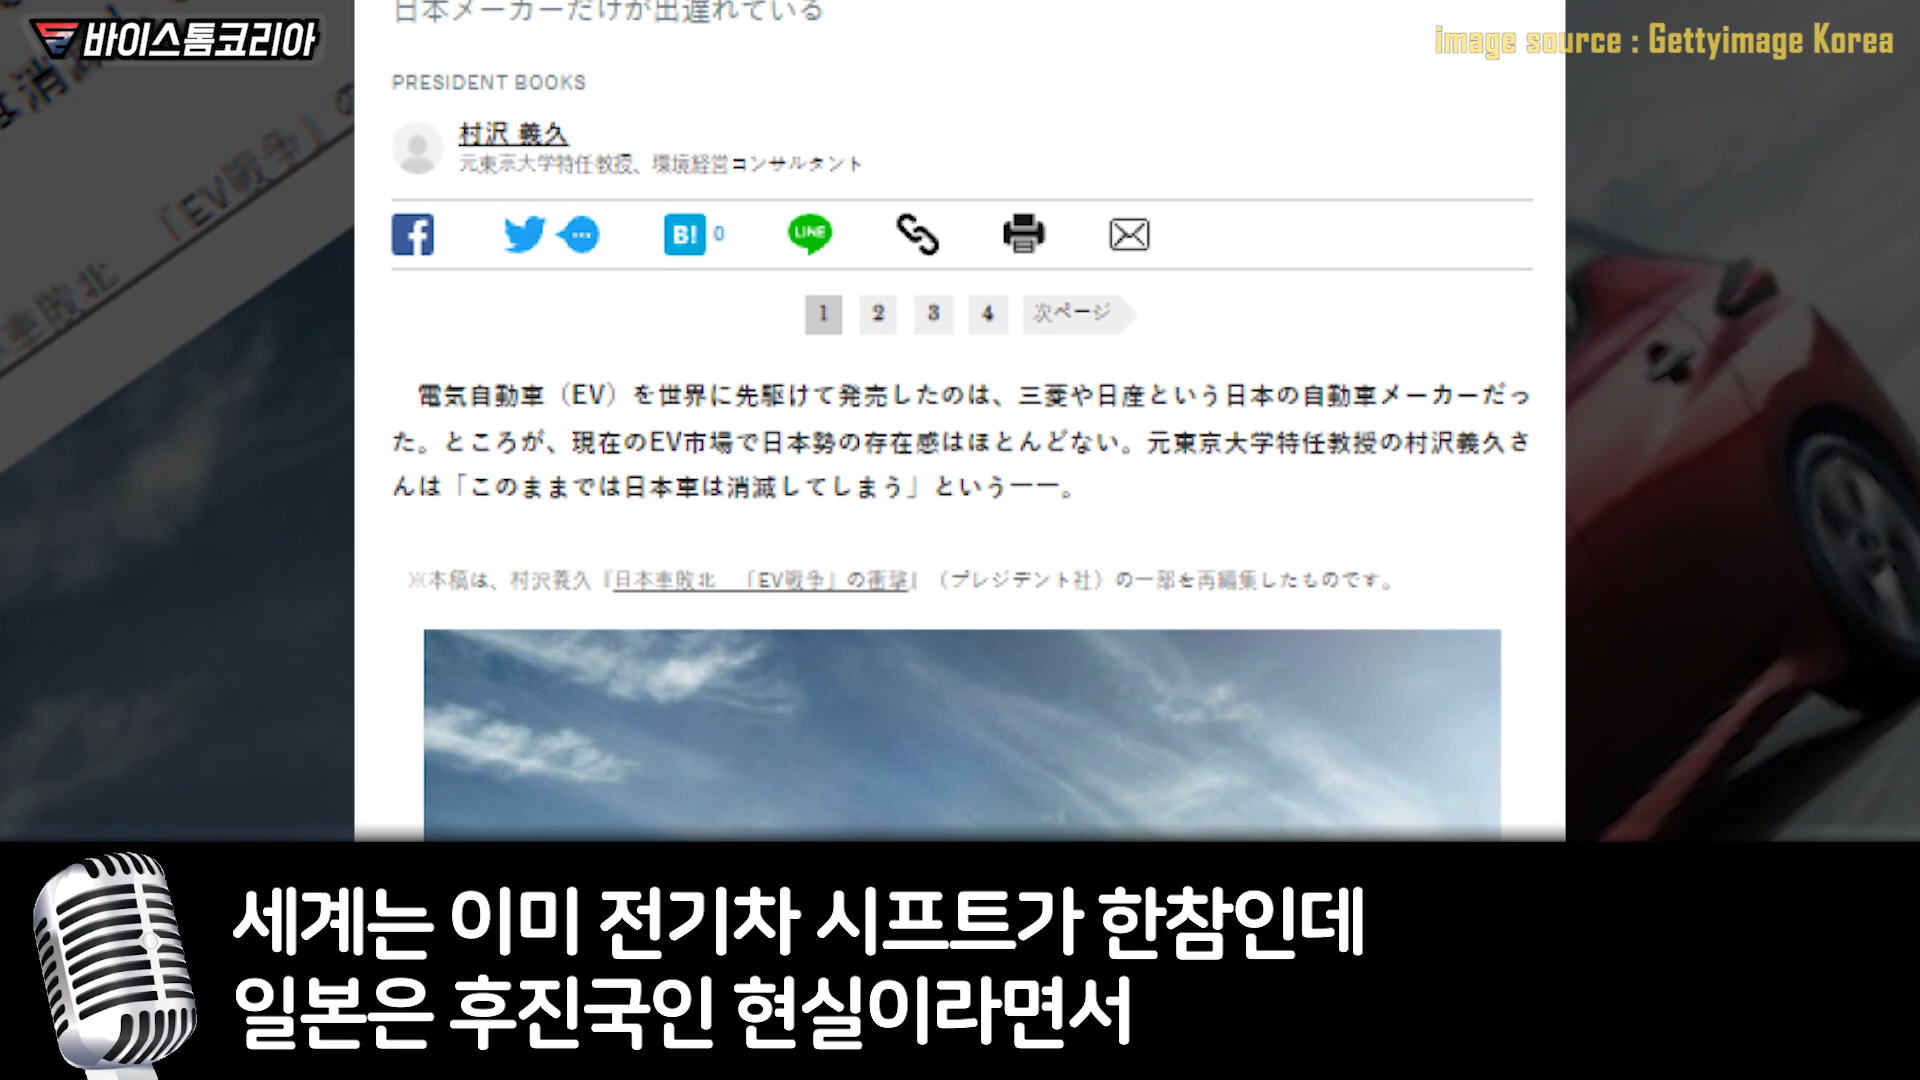 바이스톰코리아
image source : Gettyimage Korea
日本メーカーだけが出遅れている
PRESIDENT BOOKS
村沢 義久
元東京大学特任教授、環境経営コンサルタント
B! 0
LINE
1 2 3 4 次ページ
電気自動車（EV）を世界に先駆けて発売したのは、三菱や日産という日本の自動車メーカーだっ
た。ところが、現在のEV市場で日本勢の存在感はほとんどない。元東京大学特任教授の村沢義久さ
んは「このままでは日本車は消滅してしまう」という——。
※本稿は、村沢義久『日本車敗北 「EV戦争」の衝撃』（プレジデント社）の一部を再編集したものです。
「EV戦争」の
車敗北
세계는 이미 전기차 시프트가 한참인데
일본은 후진국인 현실이라면서